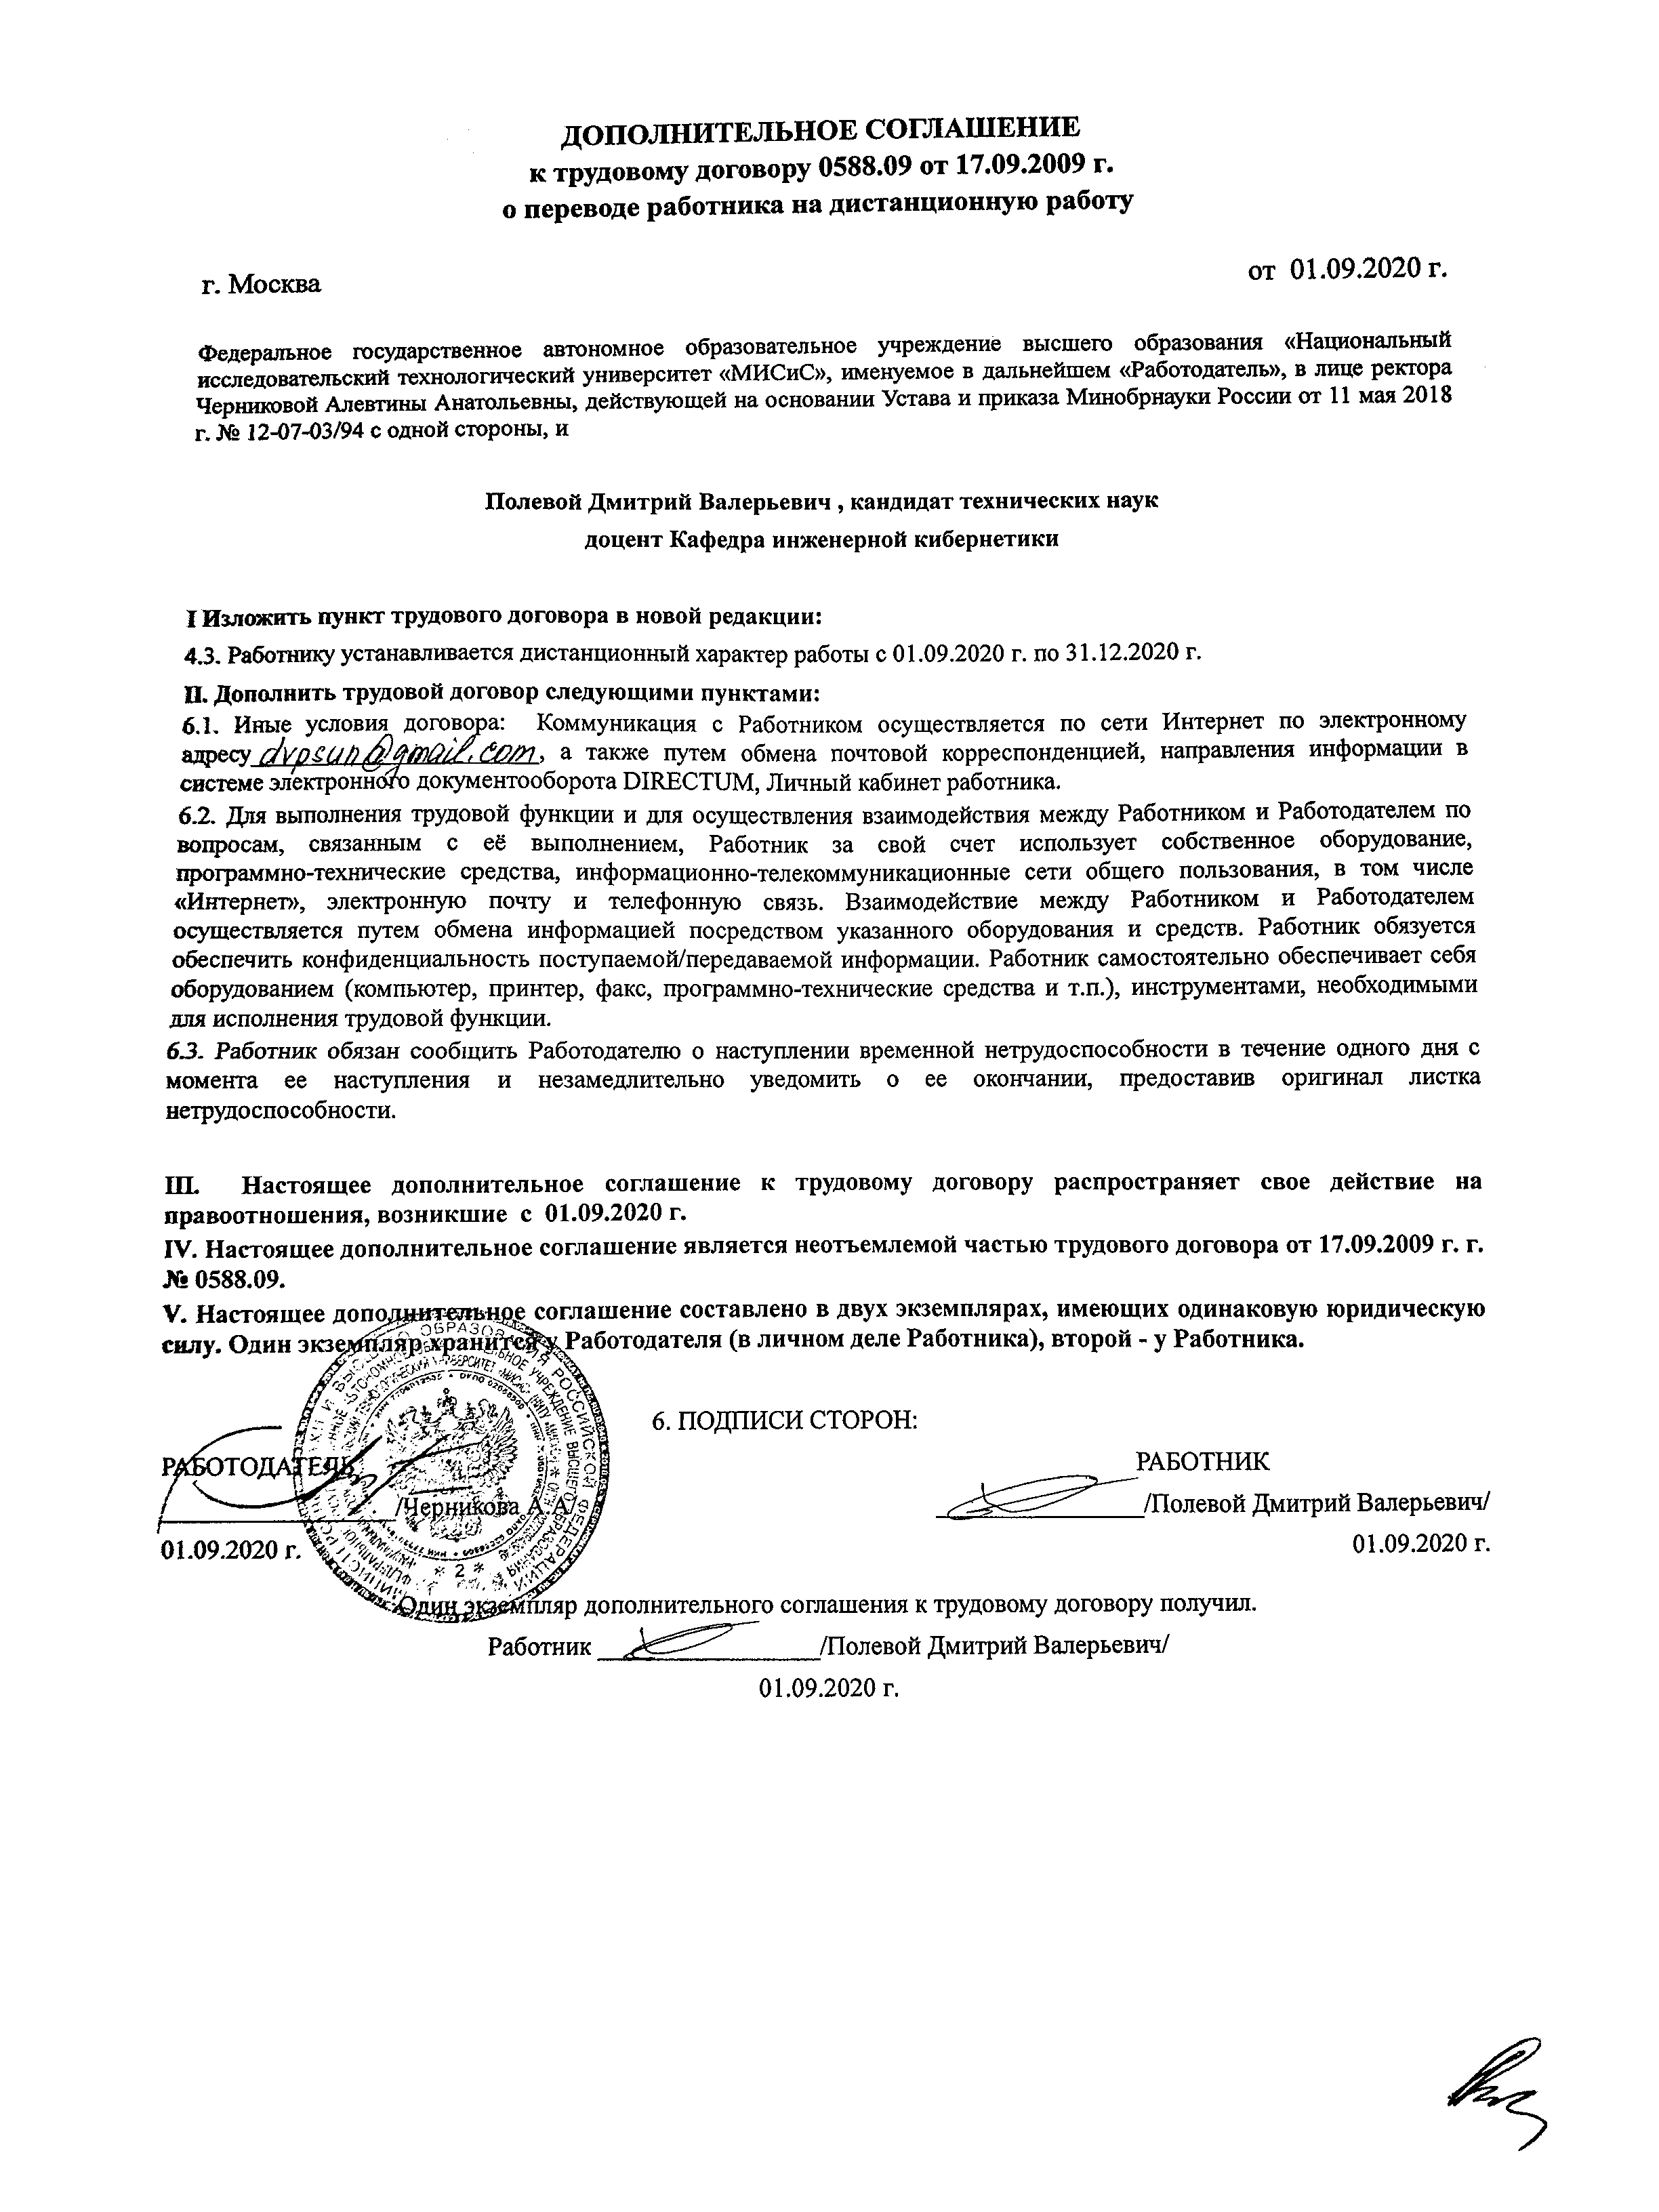 ДОПОЛНИТЕЛЬНОЕ СОГЛАШЕНИЕ
к трудовому договору 0588.09 от 17.09.2009 г.
о переводе работника на дистанционную работу
г. Москва
от 01.09.2020 г.
Федеральное государственное автономное образовательное учреждение высшего образования «Национальный
исследовательский технологический университет «МИСиС», именуемое в дальнейшем «Работодатель», в лице ректора
Черниковой Алевтины Анатольевны, действующей на основании Устава и приказа Минобрнауки России от 11 мая 2018
г. № 12-07-03/94 с одной стороны, и
Полевой Дмитрий Валерьевич , кандидат технических наук
доцент Кафедра инженерной кибернетики
I Изложить пункт трудового договора в новой редакции:
4.3. Работнику устанавливается дистанционный характер работы с 01.09.2020 г. по 31.12.2020 г.
II. Дополнить трудовой договор следующими пунктами:
6.1. Иные условия договора: Коммуникация с Работником осуществляется по сети Интернет по электронному
адресу dvpsun@gmail.com, а также путем обмена почтовой корреспонденцией, направления информации в
системе электронного документооборота DIRECTUM, Личный кабинет работника.
6.2. Для выполнения трудовой функции и для осуществления взаимодействия между Работником и Работодателем по
вопросам, связанным с её выполнением, Работник за свой счет использует собственное оборудование,
программно-технические средства, информационно-телекоммуникационные сети общего пользования, в том числе
«Интернет», электронную почту и телефонную связь. Взаимодействие между Работником и Работодателем
осуществляется путем обмена информацией посредством указанного оборудования и средств. Работник обязуется
обеспечить конфиденциальность поступаемой/передаваемой информации. Работник самостоятельно обеспечивает себя
оборудованием (компьютер, принтер, факс, программно-технические средства и т.п.), инструментами, необходимыми
для исполнения трудовой функции.
6.3. Работник обязан сообщить Работодателю о наступлении временной нетрудоспособности в течение одного дня с
момента ее наступления и незамедлительно уведомить о ее окончании, предоставив оригинал листка
нетрудоспособности.
III. Настоящее дополнительное соглашение к трудовому договору распространяет свое действие на
правоотношения, возникшие с 01.09.2020 г.
IV. Настоящее дополнительное соглашение является неотъемлемой частью трудового договора от 17.09.2009 г. г.
№ 0588.09.
V. Настоящее дополнительное соглашение составлено в двух экземплярах, имеющих одинаковую юридическую
силу. Один экземпляр хранится у Работодателя (в личном деле Работника), второй - у Работника.
6. ПОДПИСИ СТОРОН:
РАБОТОДАТЕЛЬ
РАБОТНИК
/Черникова А.А.
/Полевой Дмитрий Валерьевич/
01.09.2020 г.
01.09.2020 г.
Один экземпляр дополнительного соглашения к трудовому договору получил.
Работник /Полевой Дмитрий Валерьевич/
01.09.2020 г.